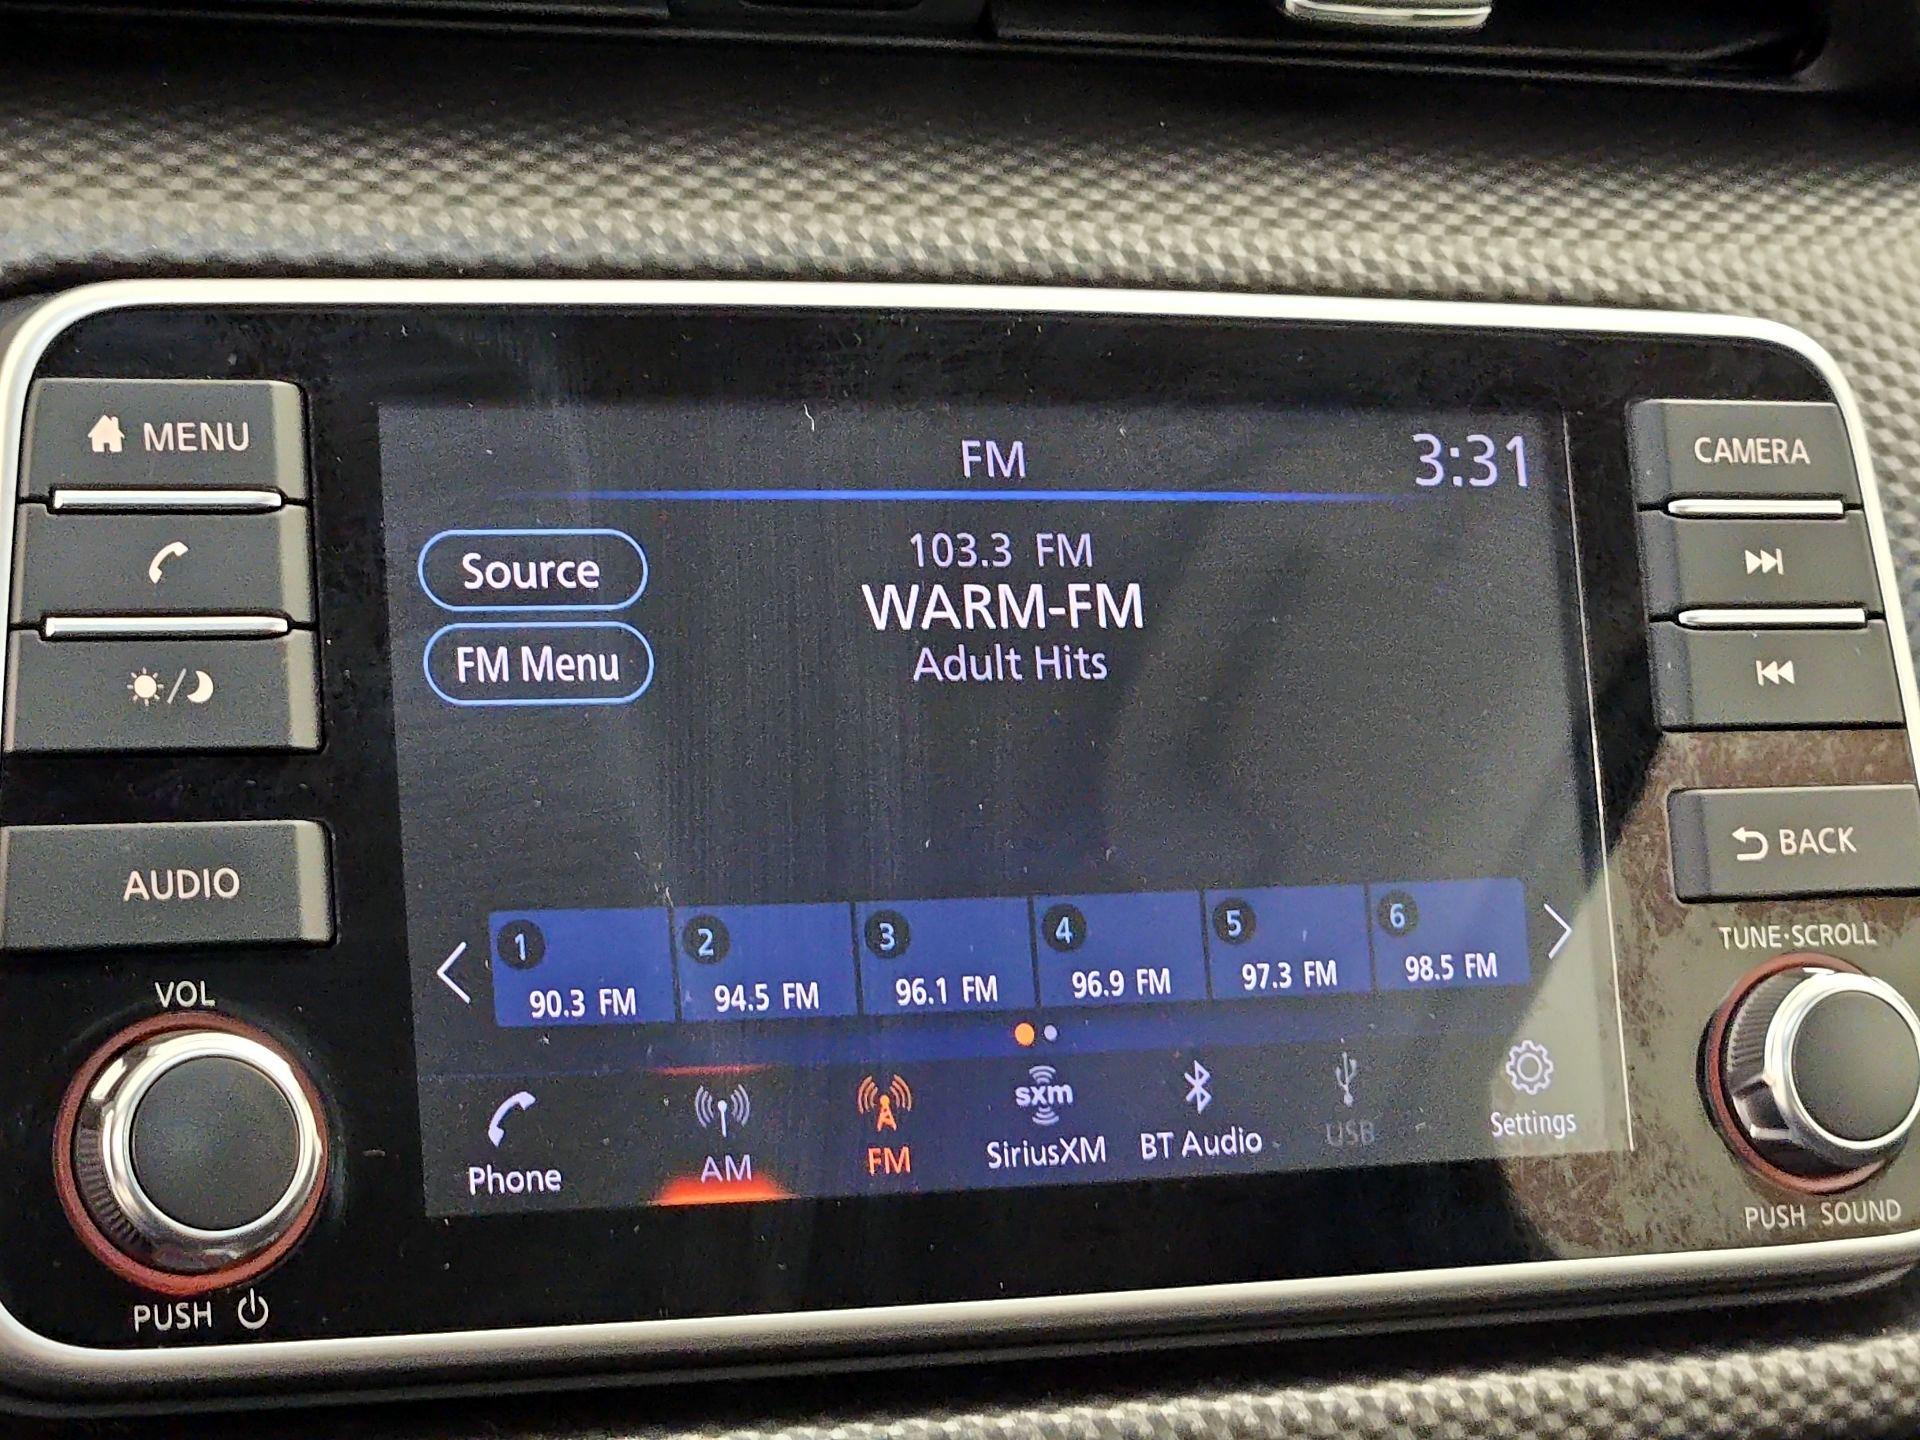 MENU
CAMERA
FM
3:31
103.3 FM
WARM-FM
Adult Hits
Source
FM Menu
AUDIO
BACK
1
90.3 FM
2
94.5 FM
3
96.1 FM
4
96.9 FM
5
97.3 FM
6
98.5 FM
VOL
TUNE·SCROLL
Phone
AM
FM
sxm
SiriusXM
BT Audio
USB
Settings
PUSH
PUSH SOUND